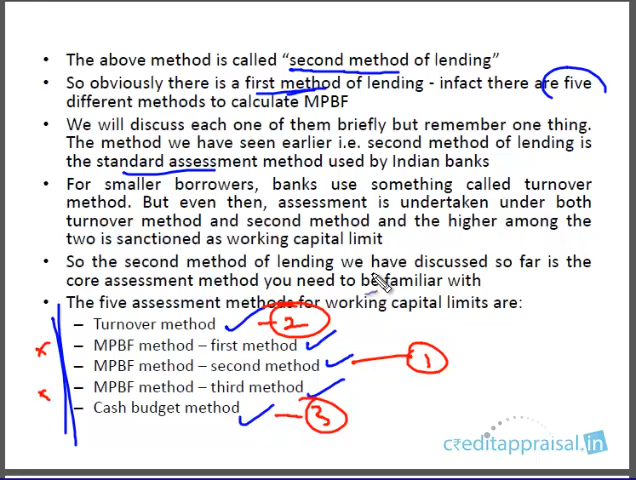 • The above method is called “second method of lending”
• So obviously there is a first method of lending - infact there are five
different methods to calculate MPBF
• We will discuss each one of them briefly but remember one thing.
The method we have seen earlier i.e. second method of lending is
the standard assessment method used by Indian banks
• For smaller borrowers, banks use something called turnover
method. But even then, assessment is undertaken under both
turnover method and second method and the higher among the
two is sanctioned as working capital limit
• So the second method of lending we have discussed so far is the
core assessment method you need to be familiar with
• The five assessment methods for working capital limits are:
– Turnover method 2
– MPBF method – first method
– MPBF method – second method 1
– MPBF method – third method
– Cash budget method 3
c₹editappraisal.in